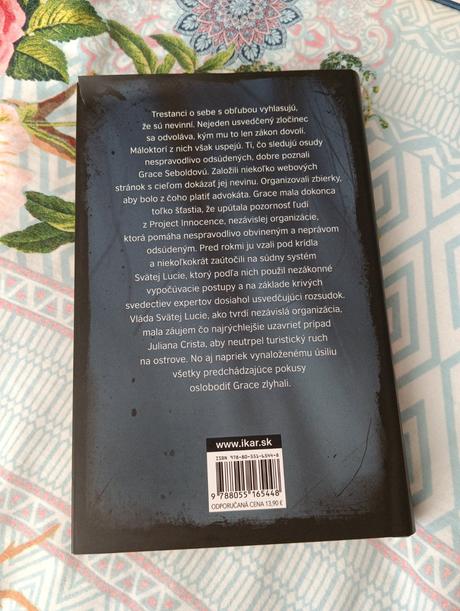 Trestanci o sebe s obľubou vyhlasujú,
že sú nevinní. Nejeden usvedčený zločinec
sa odvoláva, kým mu to len zákon dovolí.
Máloktorí z nich však uspejú. Tí, čo sledujú osudy
nespravodlivo odsúdených, dobre poznali
Grace Seboldovú. Založili niekoľko webových
stránok s cieľom dokázať jej nevinu. Organizovali zbierky,
aby bolo z čoho platiť advokáta. Grace mala dokonca
toľko šťastia, že upútala pozornosť ľudí
z Project Innocence, nezávislej organizácie,
ktorá pomáha nespravodlivo obvineným a neprávom
odsúdeným. Pred rokmi ju vzali pod krídla
a niekoľkokrát zaútočili na súdny systém
Svätej Lucie, ktorý podľa nich použil nezákonné
vypočúvacie postupy a na základe krivých
svedectiev expertov dosiahol usvedčujúci rozsudok.
Vláda Svätej Lucie, ako tvrdí nezávislá organizácia,
mala záujem čo najrýchlejšie uzavrieť prípad
Juliana Crista, aby neutrpel turistický ruch
na ostrove. No aj napriek vynaloženému úsiliu
všetky predchádzajúce pokusy
oslobodiť Grace zlyhali.
www.ikar.sk
ISBN 978-80-551-6544-8
9 788055 165448
ODPORÚČANÁ CENA 13,90 €